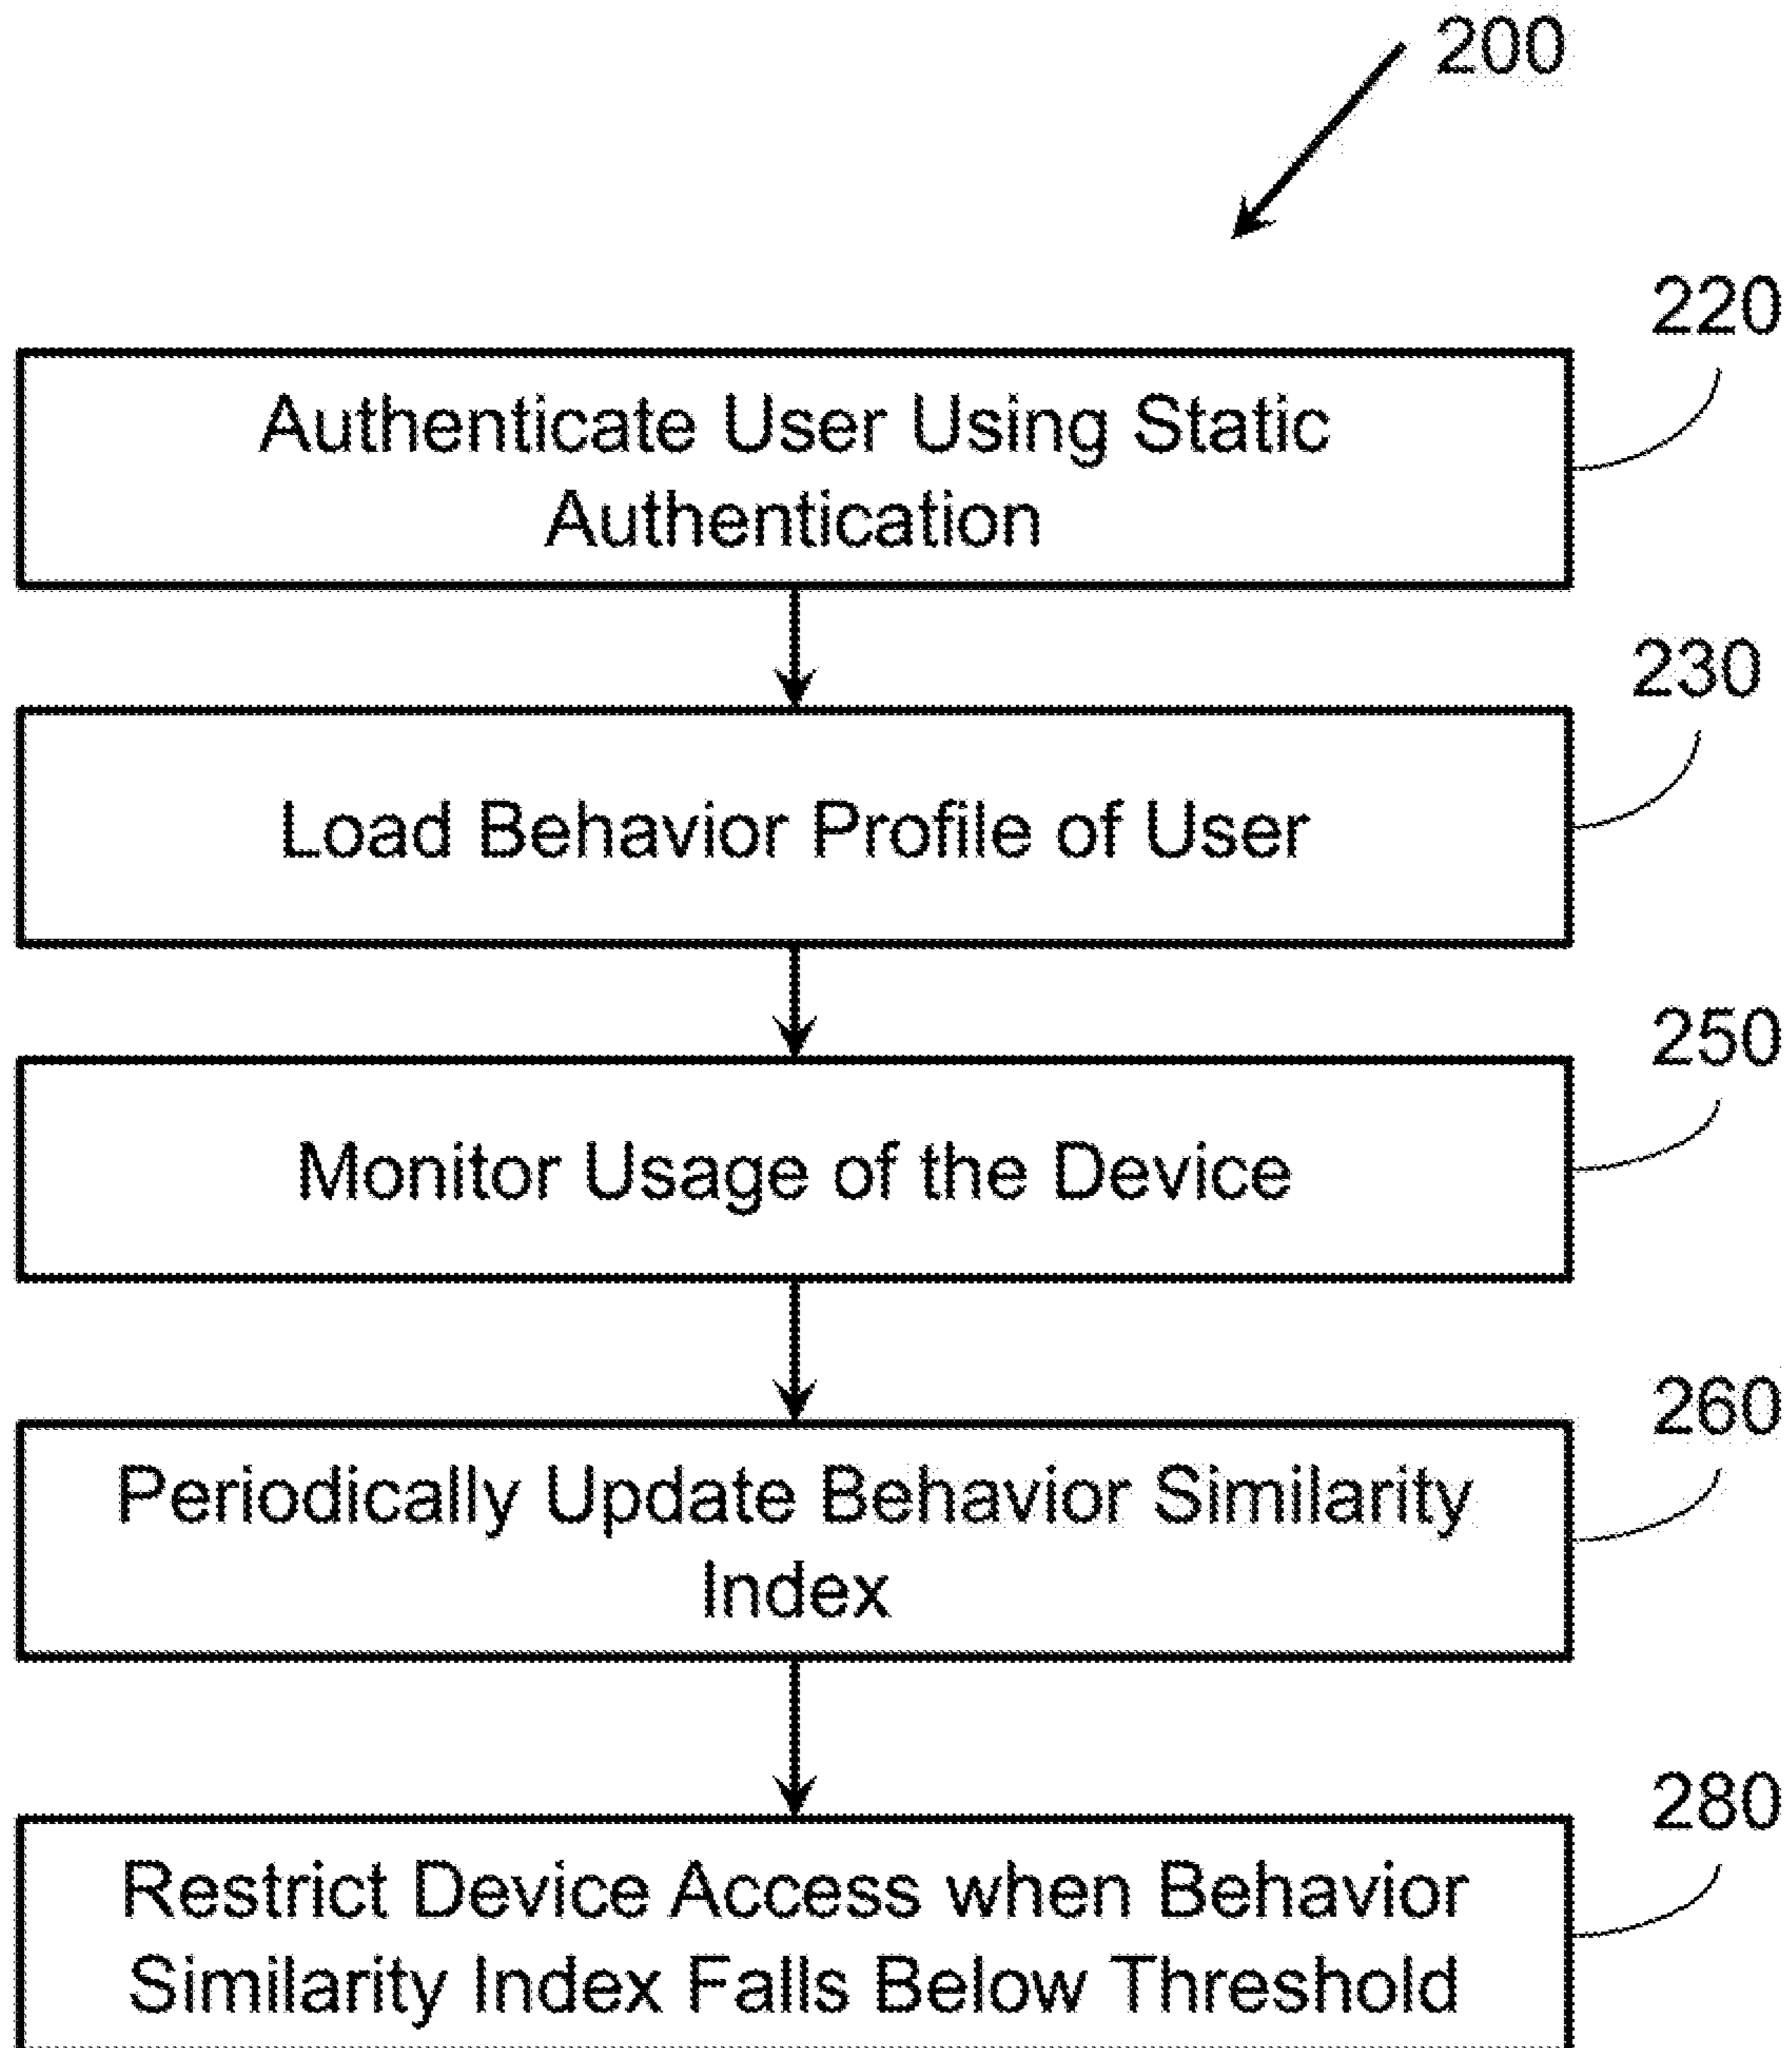 200
220
Authenticate User Using Static
Authentication
230
Load Behavior Profile of User
250
Monitor Usage of the Device
260
Periodically Update Behavior Similarity
Index
280
Restrict Device Access when Behavior
Similarity Index Falls Below Threshold